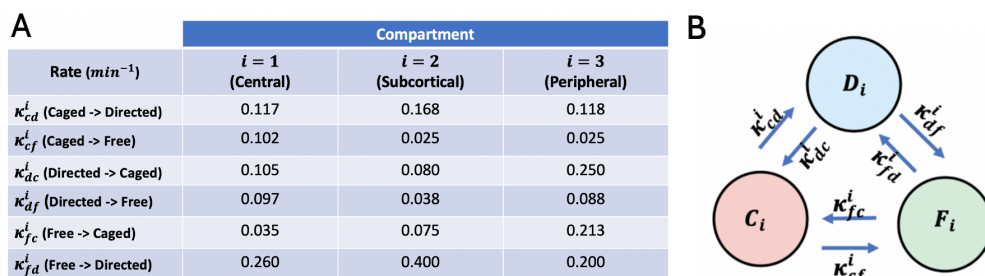 A
Compartment
Rate (min⁻¹) i = 1 (Central) i = 2 (Subcortical) i = 3 (Peripheral)
κ^i_cd (Caged -> Directed) 0.117 0.168 0.118
κ^i_cf (Caged -> Free) 0.102 0.025 0.025
κ^i_dc (Directed -> Caged) 0.105 0.080 0.250
κ^i_df (Directed -> Free) 0.097 0.038 0.088
κ^i_fc (Free -> Caged) 0.035 0.075 0.213
κ^i_fd (Free -> Directed) 0.260 0.400 0.200
B
D_i
κ^i_cd κ^i_dc κ^i_fd κ^i_df
C_i κ^i_fc F_i
κ^i_cf